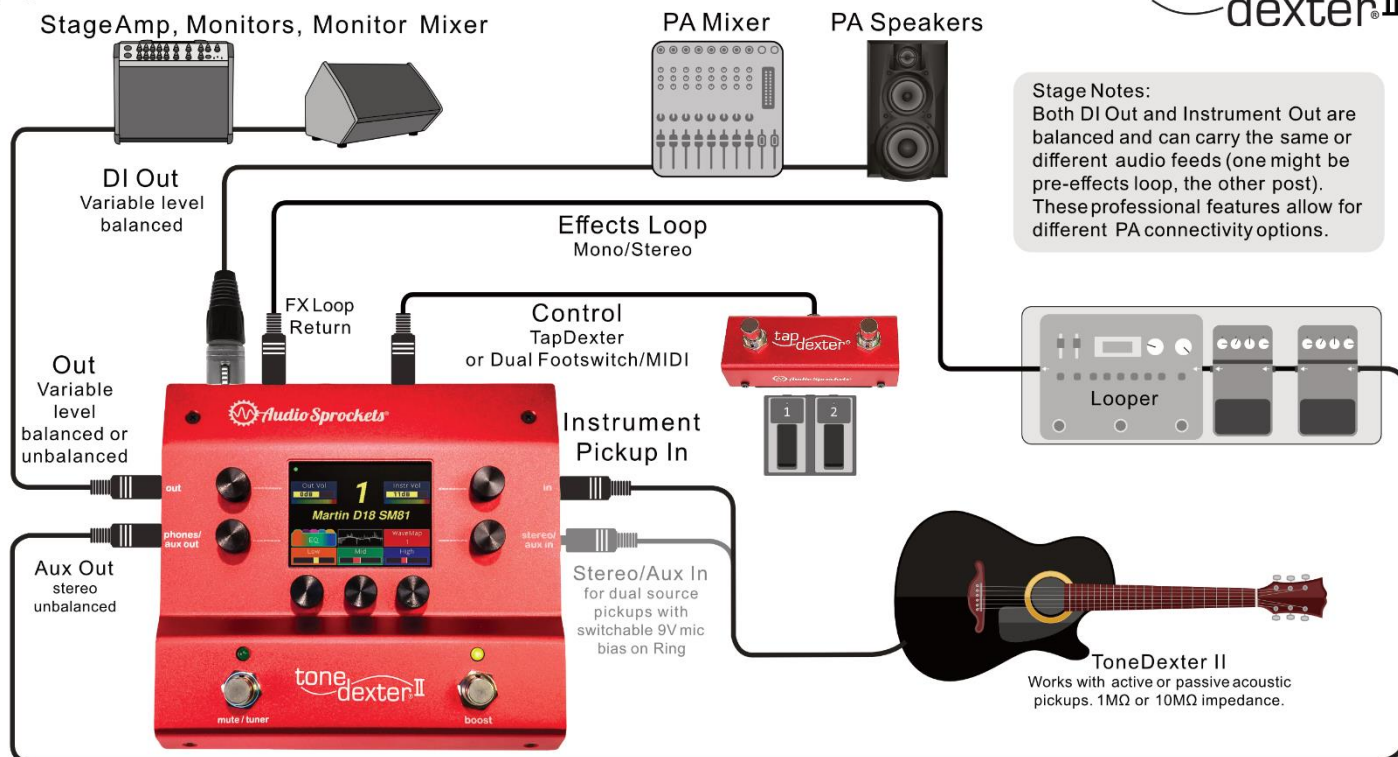 StageAmp, Monitors, Monitor Mixer
PA Mixer
PA Speakers
dexter® II
Stage Notes:
Both DI Out and Instrument Out are
balanced and can carry the same or
different audio feeds (one might be
pre-effects loop, the other post).
These professional features allow for
different PA connectivity options.
DI Out
Variable level
balanced
Effects Loop
Mono/Stereo
FX Loop
Return
Control
TapDexter
or Dual Footswitch/MIDI
tap
dexter®
Audio Sprockets®
1 2
Looper
Out
Variable
level
balanced or
unbalanced
Audio Sprockets®
Instrument
Pickup In
out
in
Out Vol
0dB
1
Instr Vol
11dB
Martin D18 SM81
EQ
WaveMap
1
Low
Mid
High
phones/
aux out
stereo/
aux in
Aux Out
stereo
unbalanced
Stereo/Aux In
for dual source
pickups with
switchable 9V mic
bias on Ring
tone
dexter® II
mute / tuner
boost
ToneDexter II
Works with active or passive acoustic
pickups. 1MΩ or 10MΩ impedance.